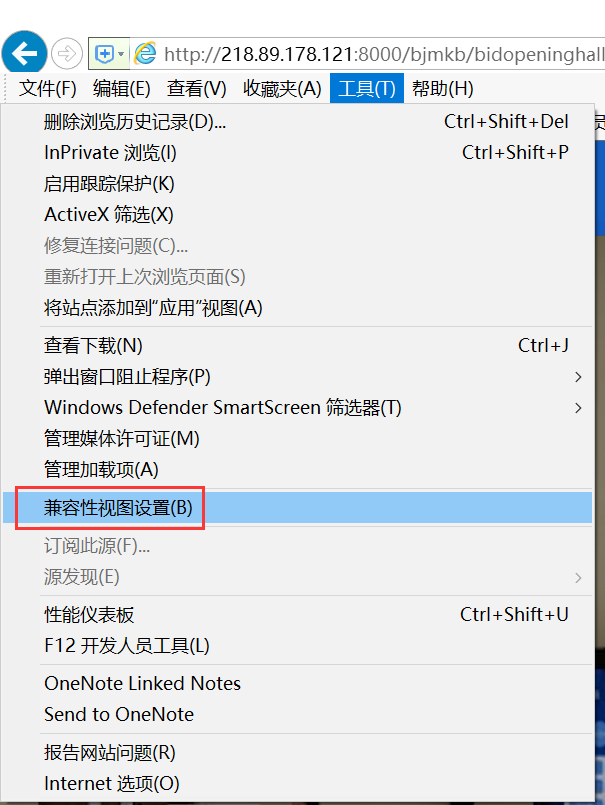 http://218.89.178.121:8000/bjmkb/bidopeninghall
文件(F) 编辑(E) 查看(V) 收藏夹(A) 工具(T) 帮助(H)
删除浏览历史记录(D)... Ctrl+Shift+Del
InPrivate 浏览(I) Ctrl+Shift+P
启用跟踪保护(K)
ActiveX 筛选(X)
修复连接问题(C)...
重新打开上次浏览页面(S)
将站点添加到“应用”视图(A)
查看下载(N) Ctrl+J
弹出窗口阻止程序(P)
Windows Defender SmartScreen 筛选器(T)
管理媒体许可证(M)
管理加载项(A)
兼容性视图设置(B)
订阅此源(F)...
源发现(E)
性能仪表板 Ctrl+Shift+U
F12 开发人员工具(L)
OneNote Linked Notes
Send to OneNote
报告网站问题(R)
Internet 选项(O)